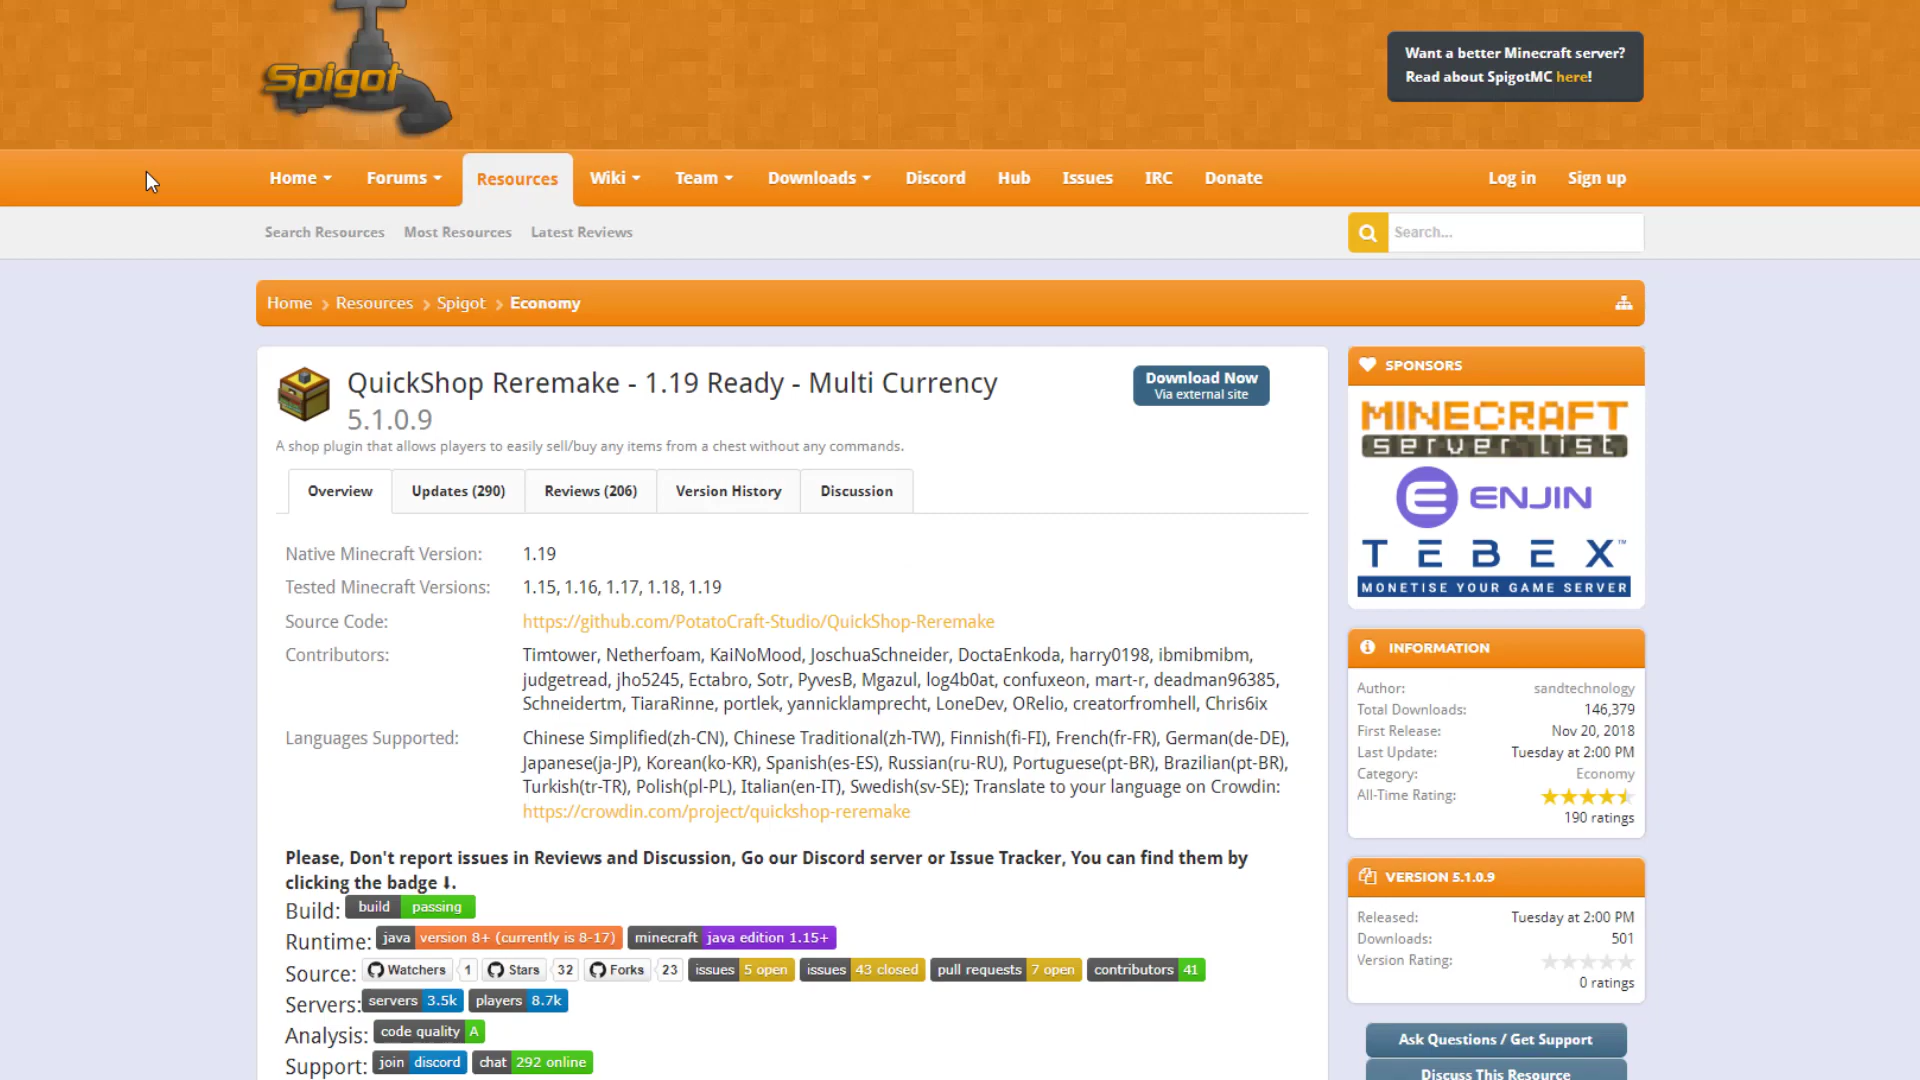 Spigot
Want a better Minecraft server?
Read about SpigotMC here!
Home Forums Resources Wiki Team Downloads Discord Hub Issues IRC Donate Log in Sign up
Search Resources Most Resources Latest Reviews Search...
Home Resources Spigot Economy
QuickShop Reremake - 1.19 Ready - Multi Currency
5.1.0.9
A shop plugin that allows players to easily sell/buy any items from a chest without any commands.
Download Now
Via external site
Overview Updates (290) Reviews (206) Version History Discussion
Native Minecraft Version: 1.19
Tested Minecraft Versions: 1.15, 1.16, 1.17, 1.18, 1.19
Source Code: https://github.com/PotatoCraft-Studio/QuickShop-Reremake
Contributors: Timtower, Netherfoam, KaiNoMood, JoschuaSchneider, DoctaEnkoda, harry0198, ibmibmibm,
judgetread, jho5245, Ectabro, Sotr, PyvesB, Mgazul, log4b0at, confuxeon, mart-r, deadman96385,
Schneidertm, TiaraRinne, portlek, yannicklamprecht, LoneDev, ORelio, creatorfromhell, Chris6ix
Languages Supported: Chinese Simplified(zh-CN), Chinese Traditional(zh-TW), Finnish(fi-FI), French(fr-FR), German(de-DE),
Japanese(ja-JP), Korean(ko-KR), Spanish(es-ES), Russian(ru-RU), Portuguese(pt-BR), Brazilian(pt-BR),
Turkish(tr-TR), Polish(pl-PL), Italian(en-IT), Swedish(sv-SE); Translate to your language on Crowdin:
https://crowdin.com/project/quickshop-reremake
Please, Don't report issues in Reviews and Discussion, Go our Discord server or Issue Tracker, You can find them by
clicking the badge ⬇.
Build: build passing
Runtime: java version 8+ (currently is 8-17) minecraft java edition 1.15+
Source: Watchers 1 Stars 32 Forks 23 issues 5 open issues 43 closed pull requests 7 open contributors 41
Servers: servers 3.5k players 8.7k
Analysis: code quality A
Support: join discord chat 292 online
SPONSORS
MINECRAFT
server list
ENJIN
TEBEX™
MONETISE YOUR GAME SERVER
INFORMATION
Author: sandtechnology
Total Downloads: 146,379
First Release: Nov 20, 2018
Last Update: Tuesday at 2:00 PM
Category: Economy
All-Time Rating:
190 ratings
VERSION 5.1.0.9
Released: Tuesday at 2:00 PM
Downloads: 501
Version Rating:
0 ratings
Ask Questions / Get Support
Discuss This Resource